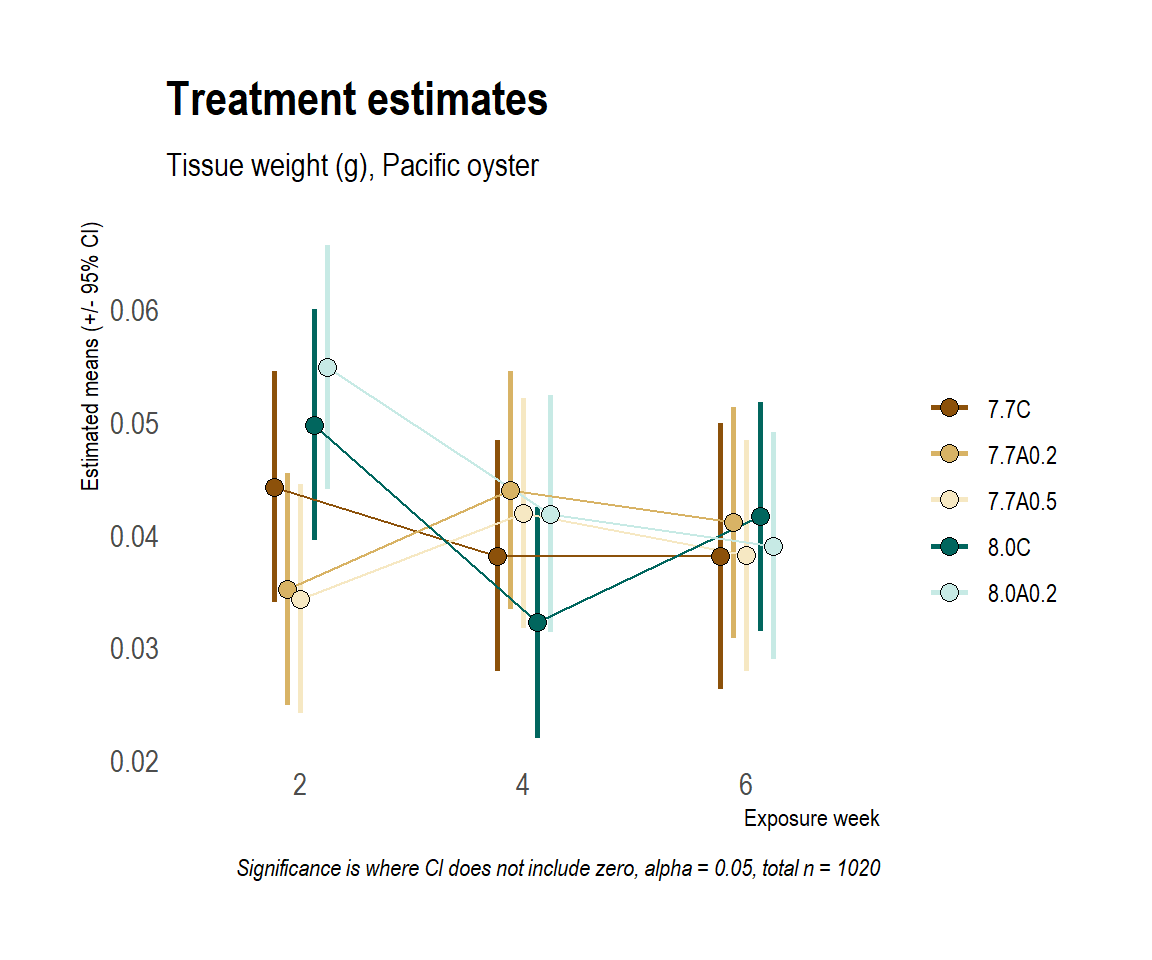 Treatment estimates
Tissue weight (g), Pacific oyster
Estimated means (+/- 95% CI)
0.06
0.05
0.04
0.03
0.02
2
4
6
Exposure week
7.7C
7.7A0.2
7.7A0.5
8.0C
8.0A0.2
Significance is where CI does not include zero, alpha = 0.05, total n = 1020